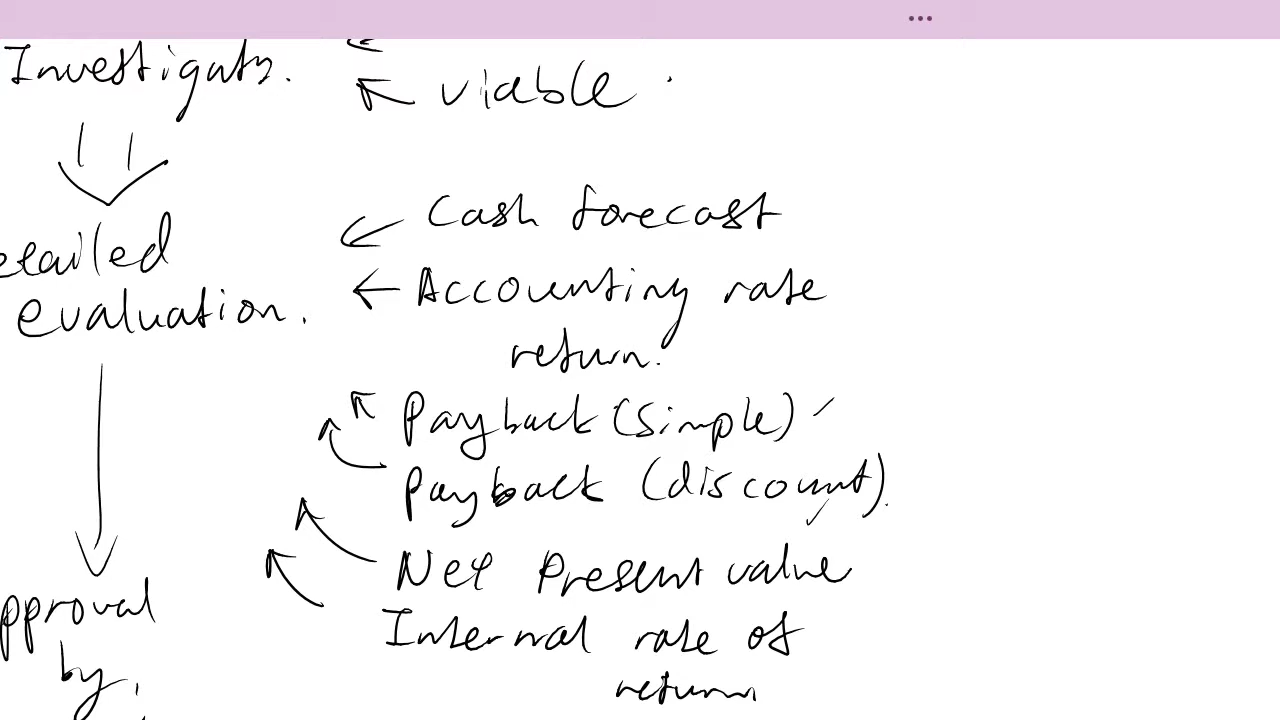 Investigats.
viable
Cash forecast
etailed
evaluation.
Accounting rate
return.
Payback (simple)
Payback (discount).
Net Present value
Internal rate of
return
pproval
by